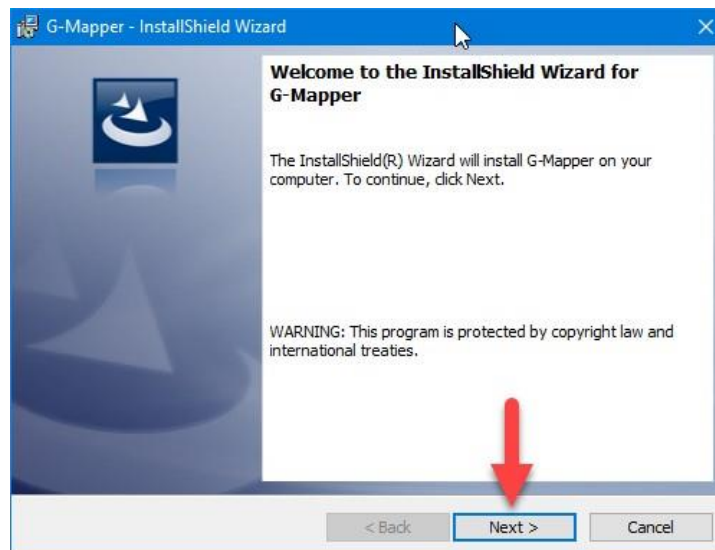 G-Mapper - InstallShield Wizard
Welcome to the InstallShield Wizard for
G-Mapper
The InstallShield(R) Wizard will install G-Mapper on your
computer. To continue, click Next.
WARNING: This program is protected by copyright law and
international treaties.
< Back Next > Cancel